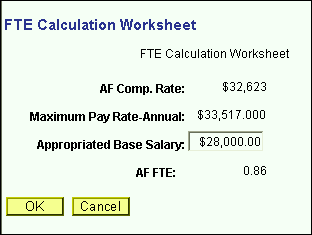 FTE Calculation Worksheet
FTE Calculation Worksheet
AF Comp. Rate: $32,623
Maximum Pay Rate-Annual: $33,517.000
Appropriated Base Salary: $28,000.00
AF FTE: 0.86
OK Cancel